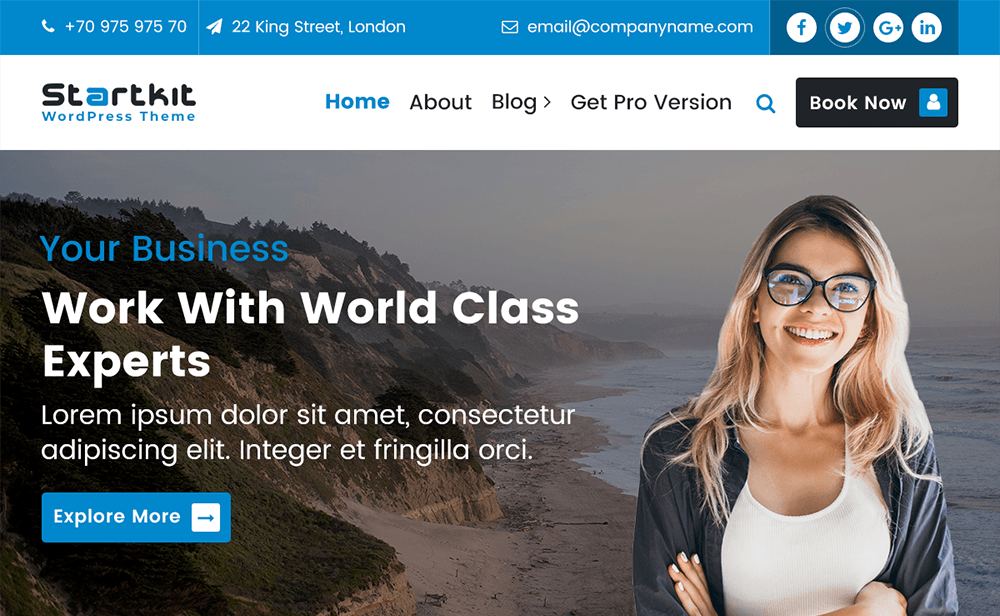 +70 975 975 70
22 King Street, London
email@companyname.com
f
G+
in
Startkit
WordPress Theme
Home
About
Blog
Get Pro Version
Book Now
Your Business
Work With World Class
Experts
Lorem ipsum dolor sit amet, consectetur
adipiscing elit. Integer et fringilla orci.
Explore More